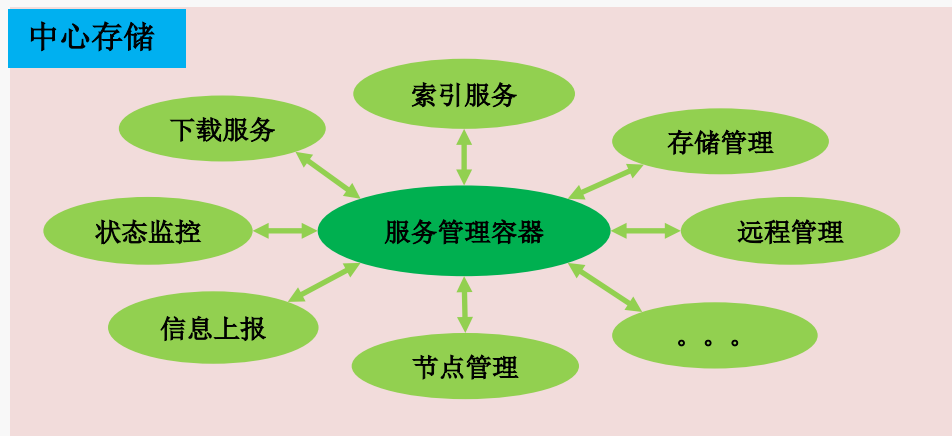 中心存储
索引服务
下载服务
存储管理
状态监控
服务管理容器
远程管理
信息上报
。。。
节点管理